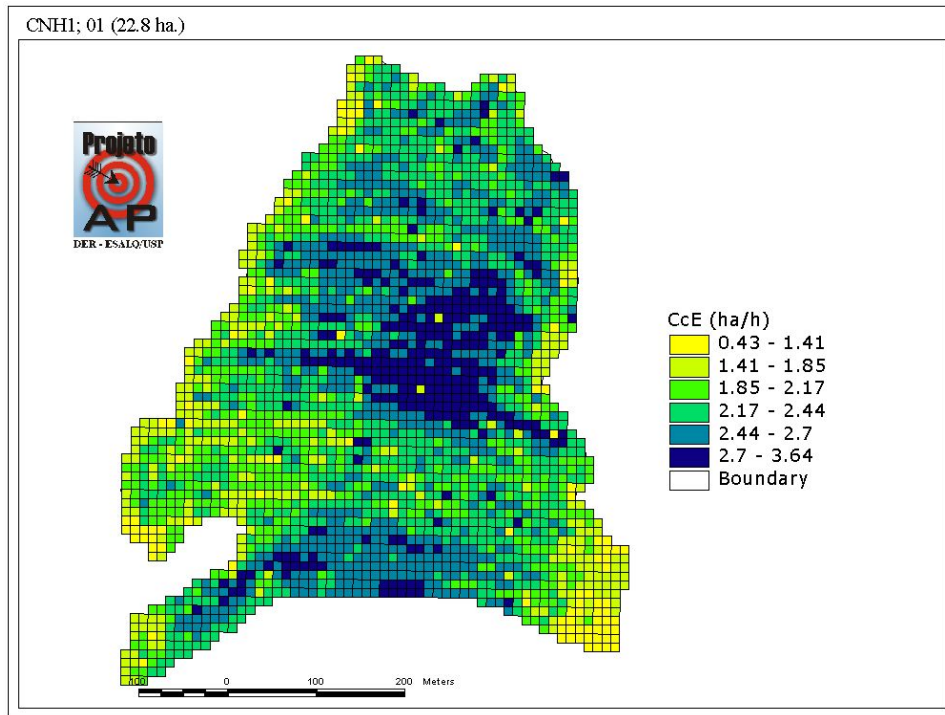 CNH1; 01 (22.8 ha.)
Projeto
AP
DER - ESALQ/USP
CcE (ha/h)
0.43 - 1.41
1.41 - 1.85
1.85 - 2.17
2.17 - 2.44
2.44 - 2.7
2.7 - 3.64
Boundary
100 0 100 200 Meters